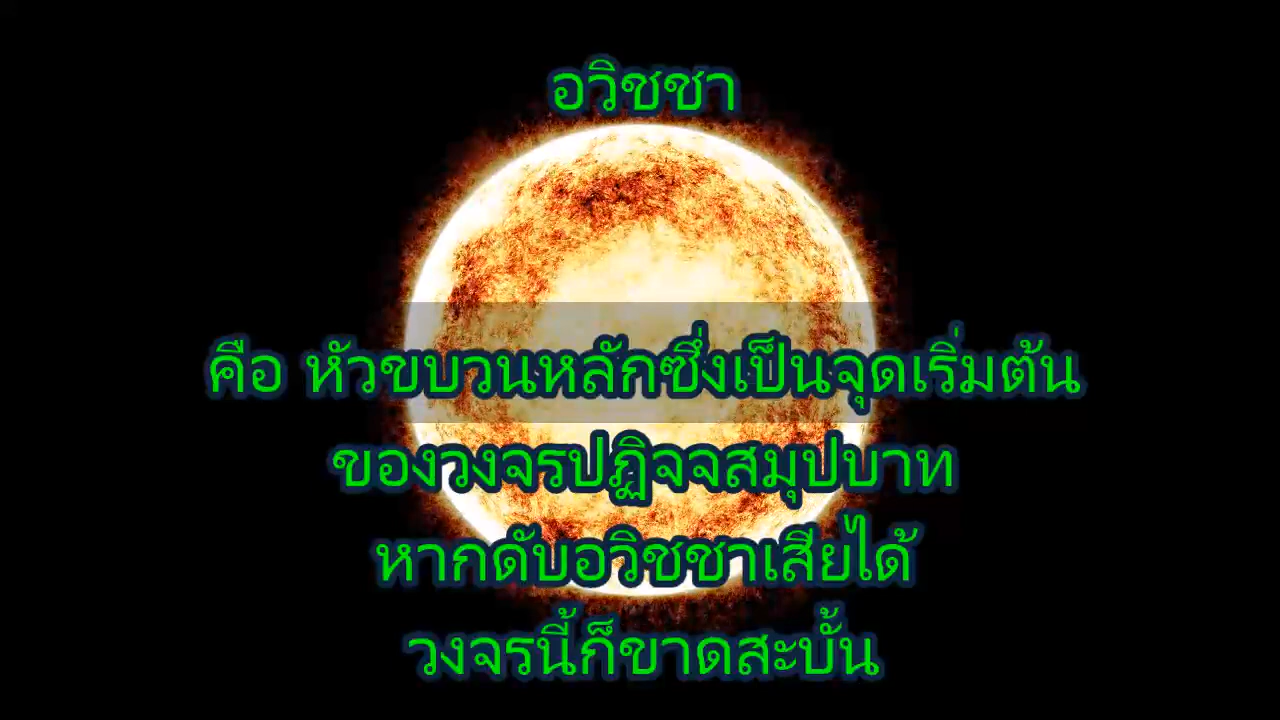 อวิชชา
คือ หัวขบวนหลักซึ่งเป็นจุดเริ่มต้น
ของวงจรปฏิจจสมุปบาท
หากดับอวิชชาเสียได้
วงจรนี้ก็ขาดสะบั้น